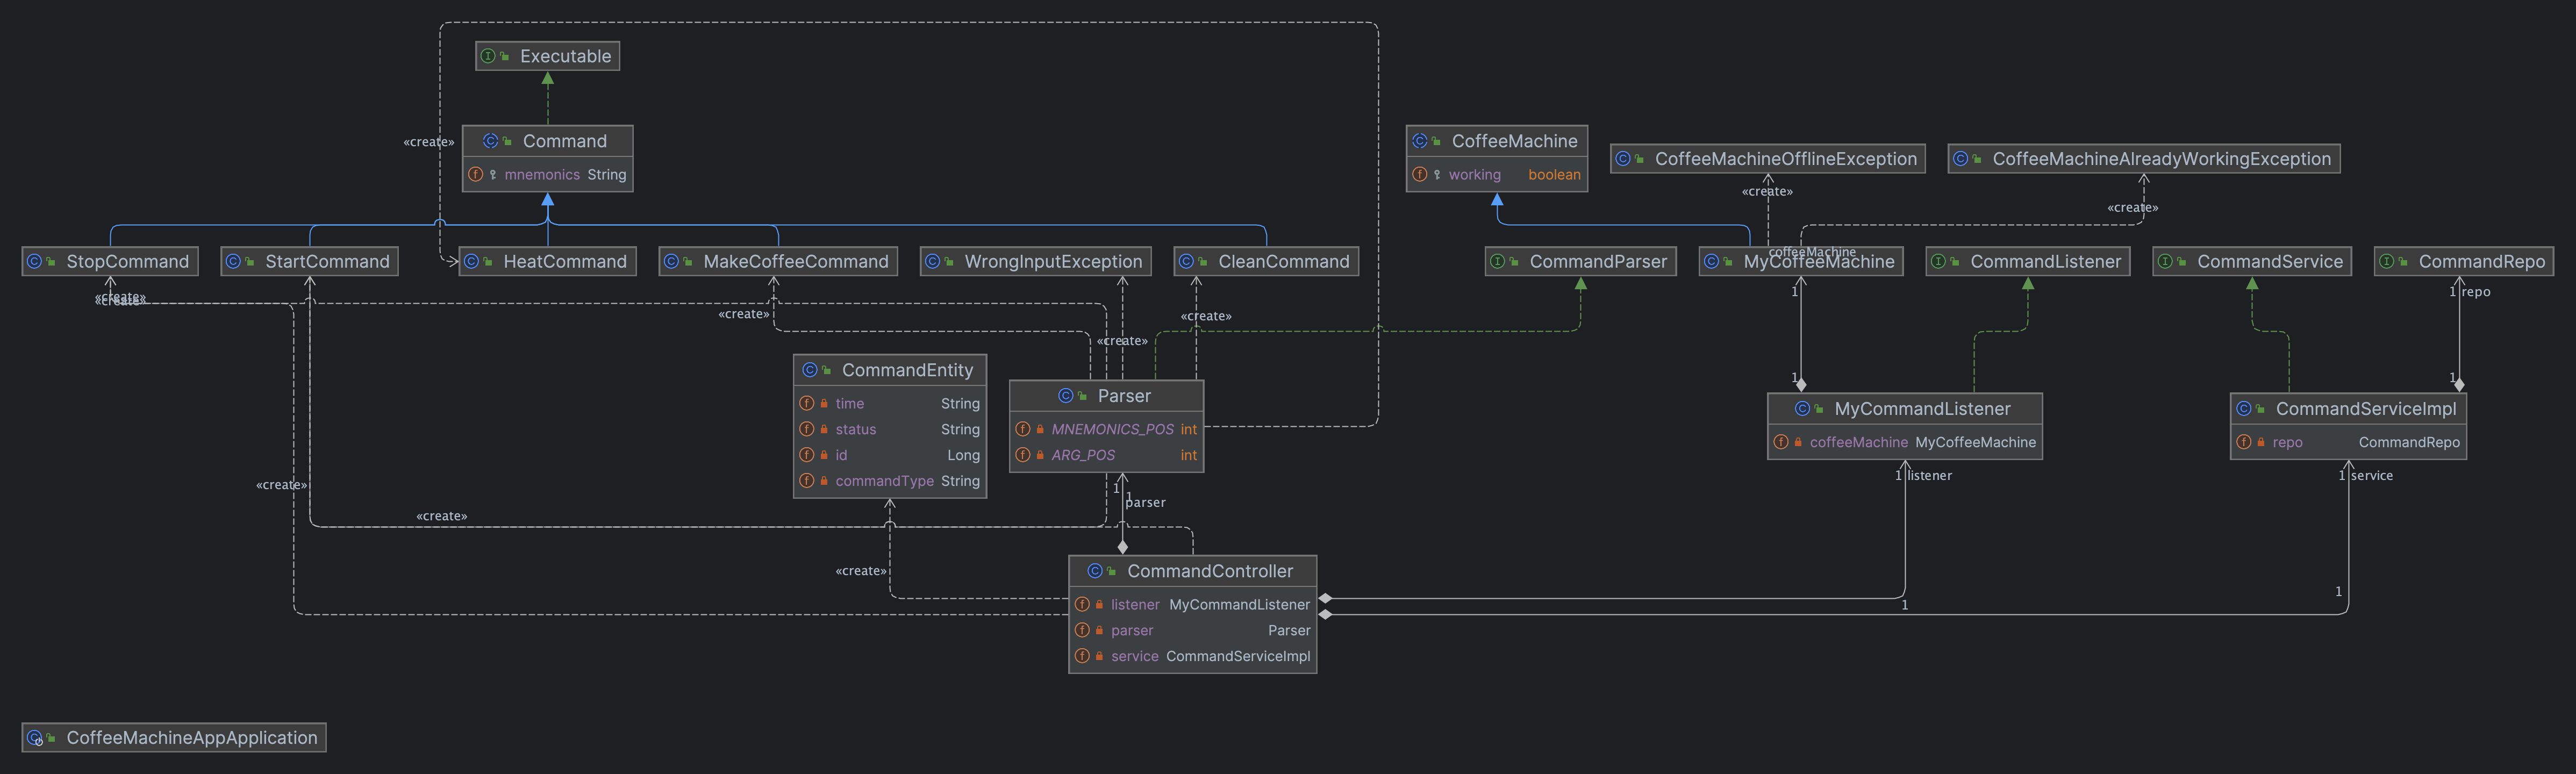 Executable
Command
mnemonics String
«create»
CoffeeMachine
working boolean
CoffeeMachineOfflineException
CoffeeMachineAlreadyWorkingException
«create»
«create»
StopCommand
StartCommand
HeatCommand
MakeCoffeeCommand
WrongInputException
CleanCommand
CommandParser
coffeeMachine
MyCoffeeMachine
CommandListener
CommandService
CommandRepo
«create»
«create»
«create»
«create»
«create»
1
1 repo
CommandEntity
time String
status String
id Long
commandType String
Parser
MNEMONICS_POS int
ARG_POS int
1
1
MyCommandListener
coffeeMachine MyCoffeeMachine
CommandServiceImpl
repo CommandRepo
«create»
«create»
1
1
parser
1 listener
1 service
«create»
CommandController
listener MyCommandListener
parser Parser
service CommandServiceImpl
1
1
CoffeeMachineAppApplication